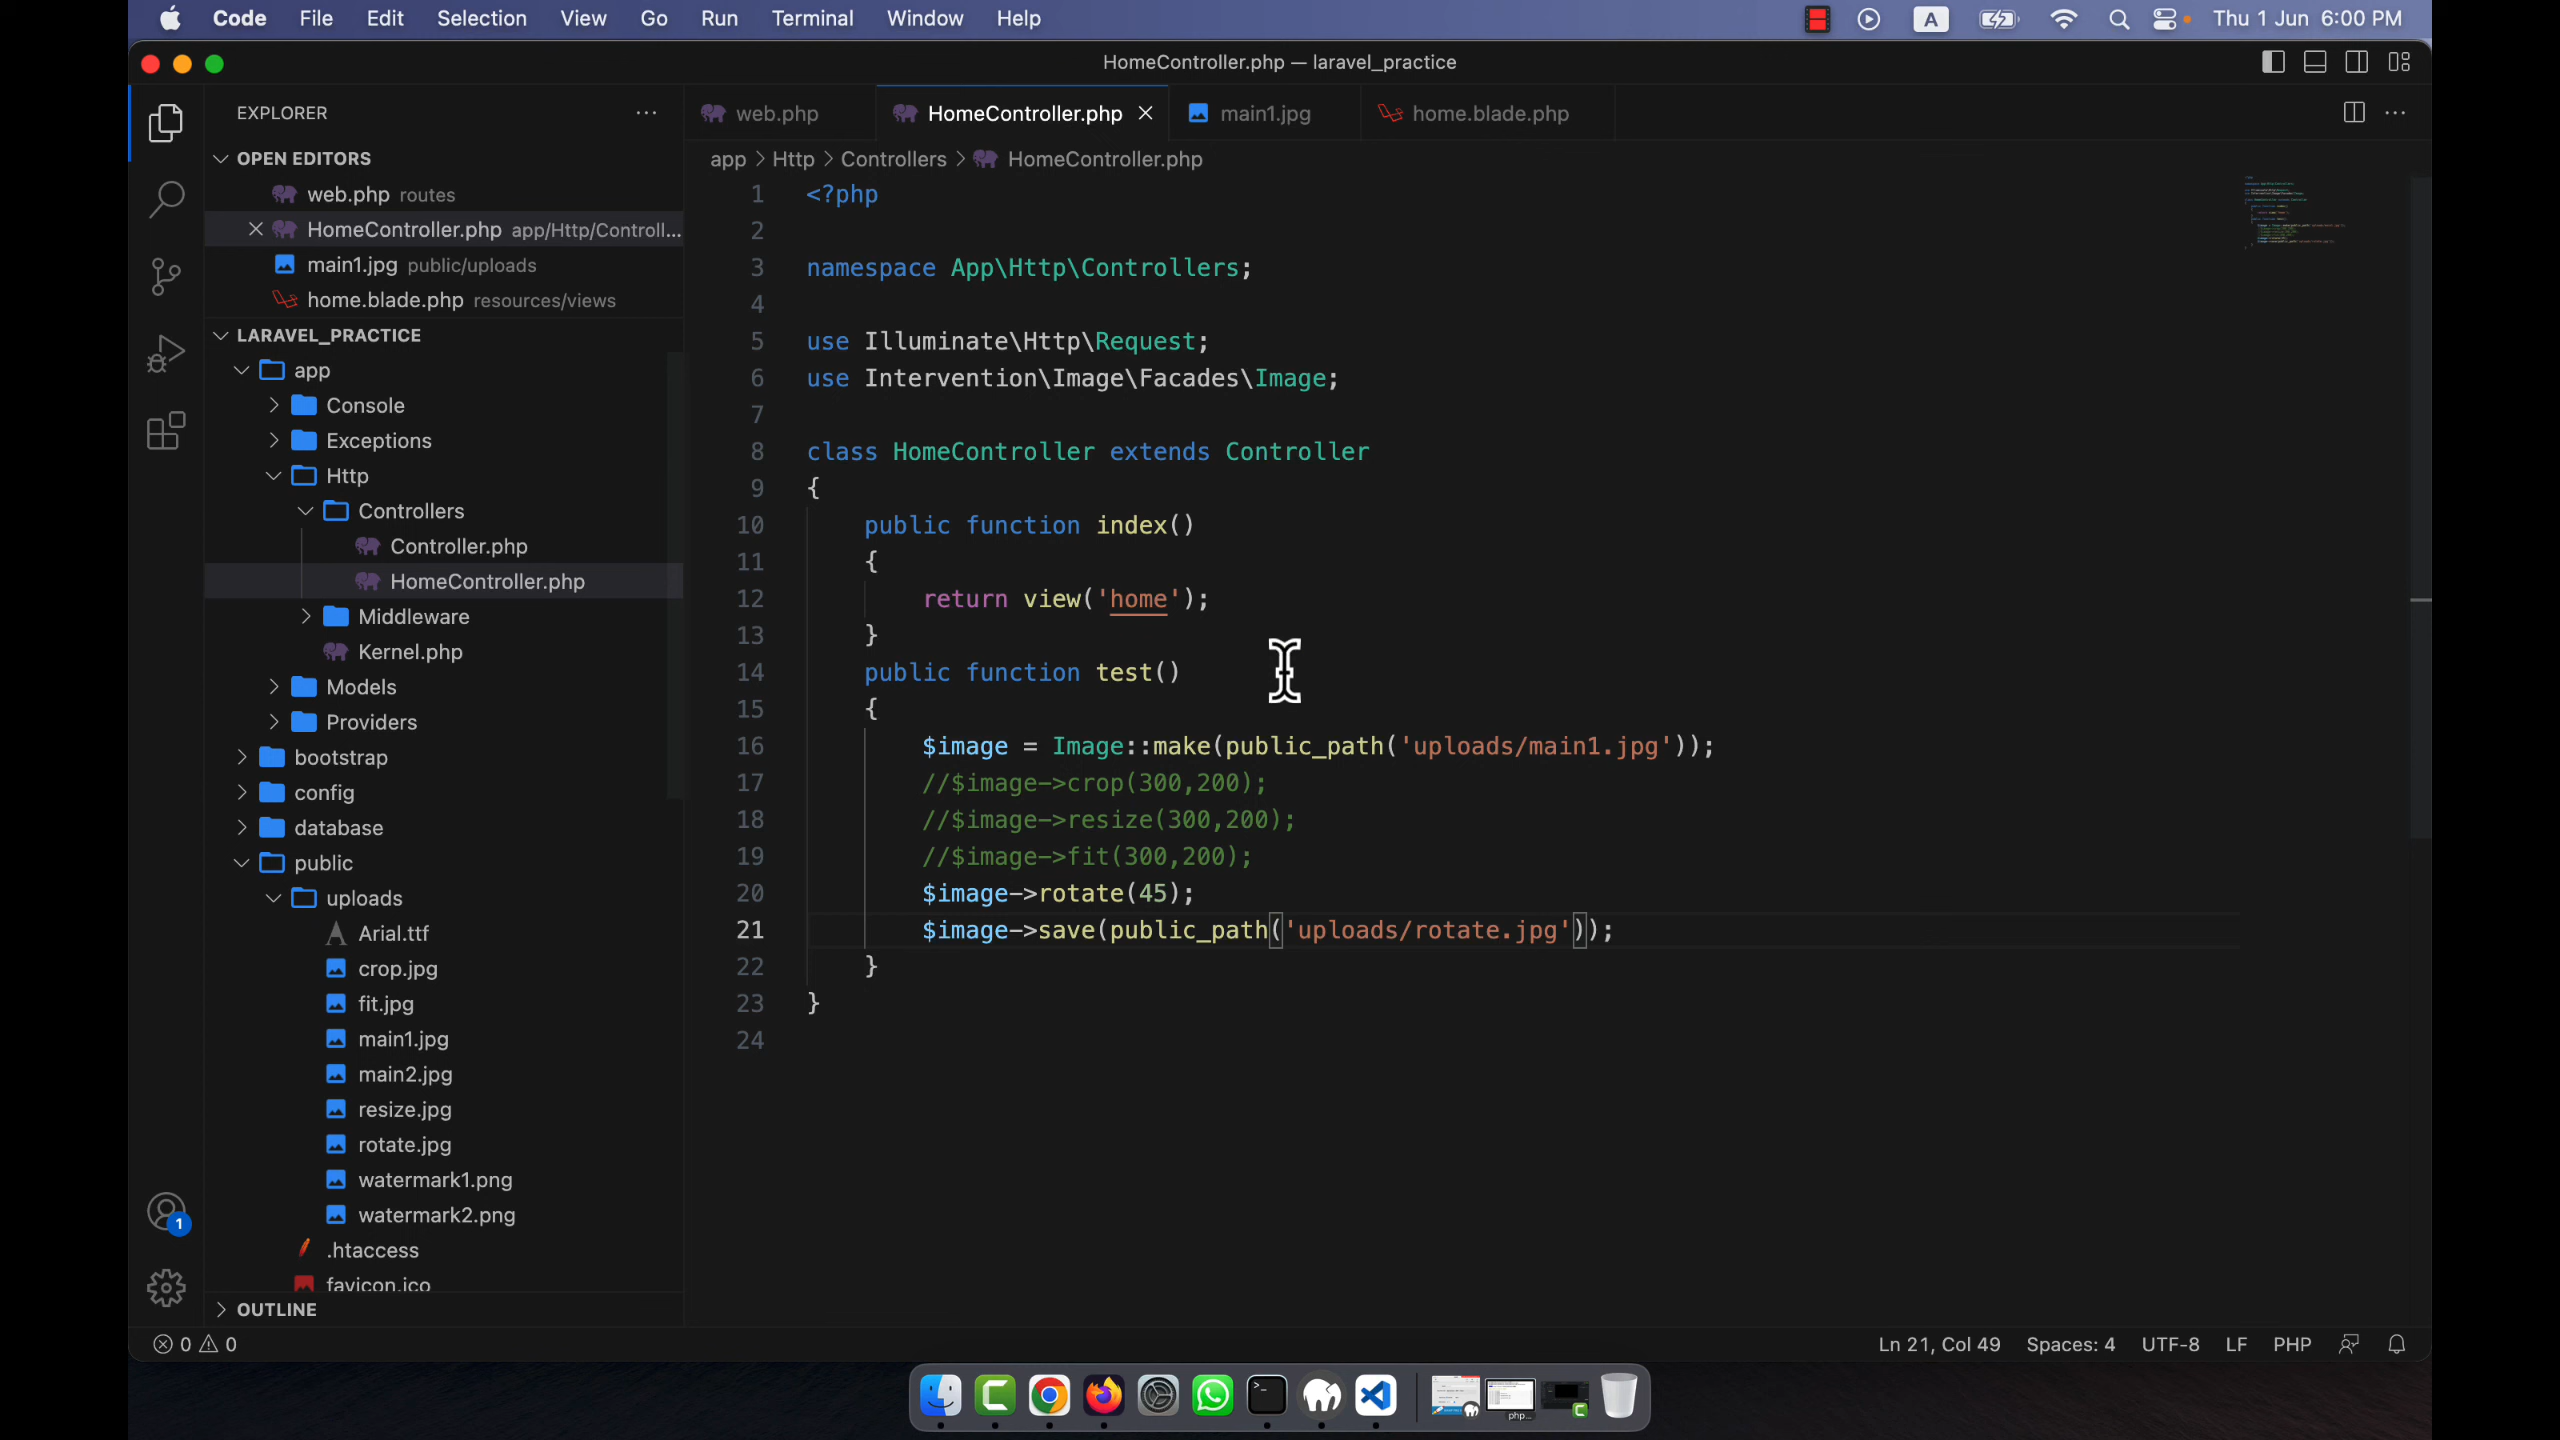 Code File Edit Selection View Go Run Terminal Window Help
A
Thu 1 Jun 6:00 PM
HomeController.php — laravel_practice
EXPLORER
OPEN EDITORS
web.php routes
HomeController.php app/Http/Controll...
main1.jpg public/uploads
home.blade.php resources/views
LARAVEL_PRACTICE
app
Console
Exceptions
Http
Controllers
Controller.php
HomeController.php
Middleware
Kernel.php
Models
Providers
bootstrap
config
database
public
uploads
Arial.ttf
crop.jpg
fit.jpg
main1.jpg
main2.jpg
resize.jpg
rotate.jpg
watermark1.png
watermark2.png
.htaccess
favicon.ico
OUTLINE
1
web.php HomeController.php main1.jpg home.blade.php
app > Http > Controllers > HomeController.php
1 <?php
2
3 namespace App\Http\Controllers;
4
5 use Illuminate\Http\Request;
6 use Intervention\Image\Facades\Image;
7
8 class HomeController extends Controller
9 {
10 public function index()
11 {
12 return view('home');
13 }
14 public function test()
15 {
16 $image = Image::make(public_path('uploads/main1.jpg'));
17 //$image->crop(300,200);
18 //$image->resize(300,200);
19 //$image->fit(300,200);
20 $image->rotate(45);
21 $image->save(public_path('uploads/rotate.jpg'));
22 }
23 }
24
0 0
Ln 21, Col 49 Spaces: 4 UTF-8 LF PHP
php...